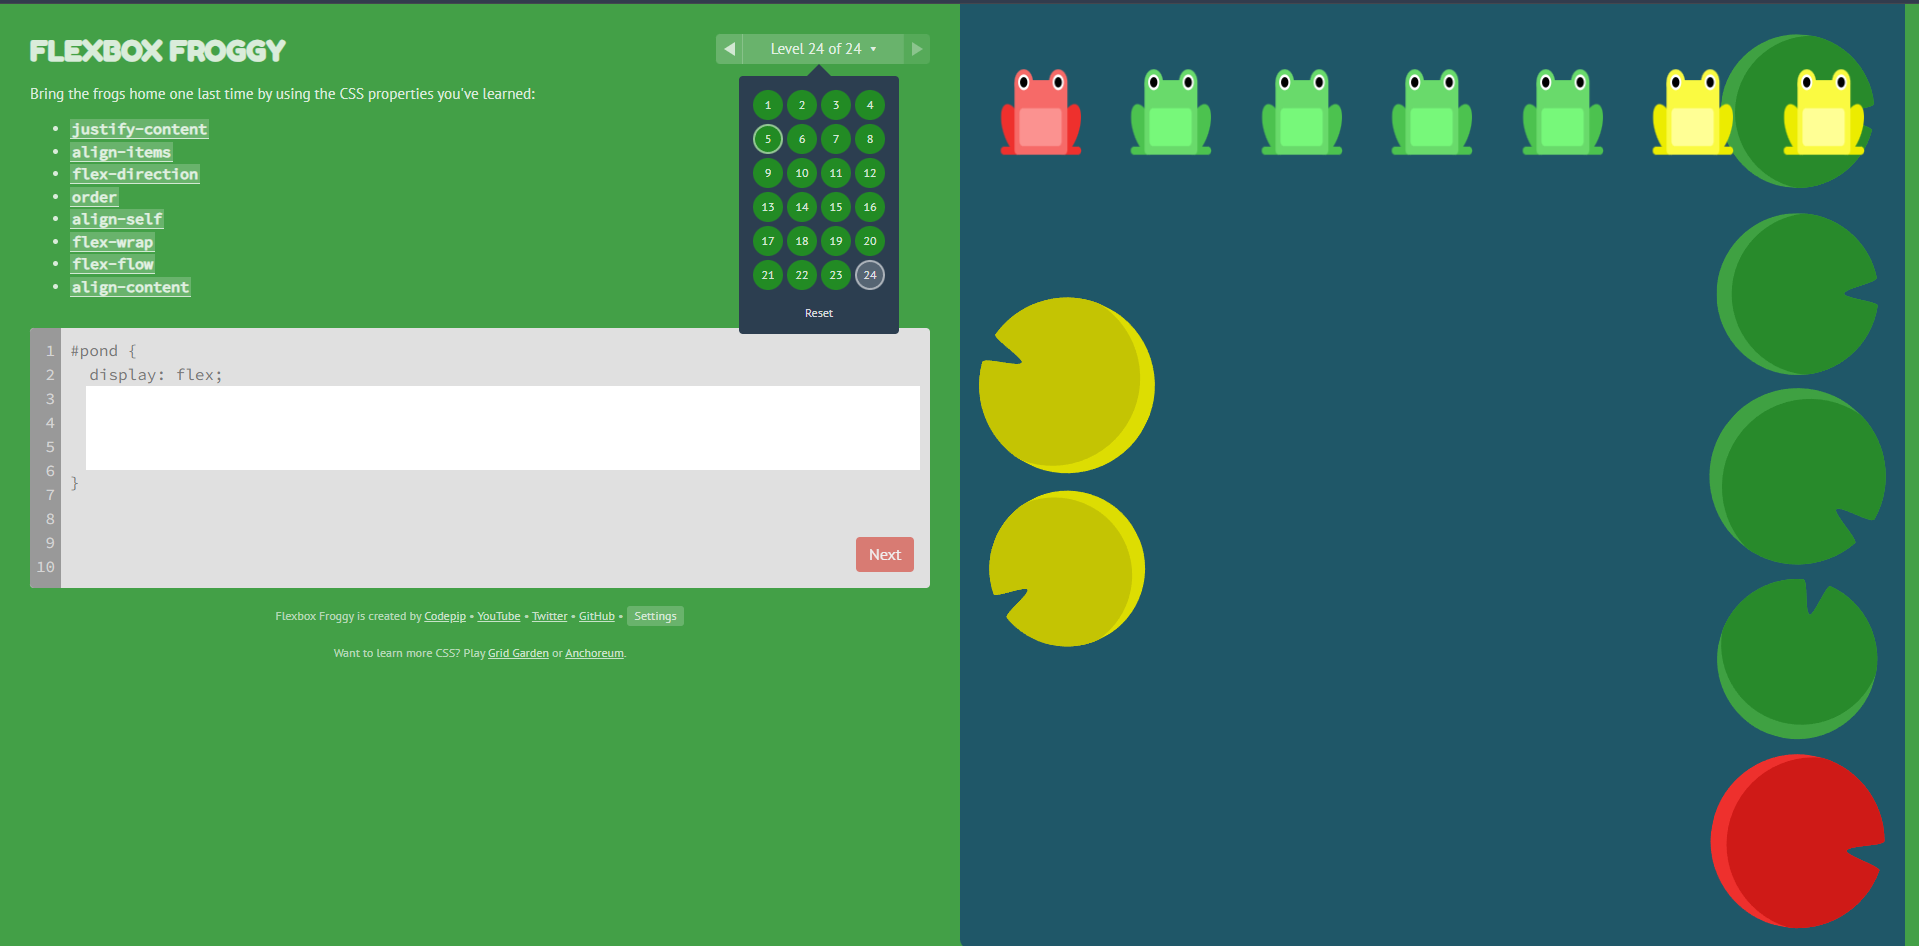 FLEXBOX FROGGY
◀ Level 24 of 24 ▾ ▶
Bring the frogs home one last time by using the CSS properties you've learned:
• justify-content
• align-items
• flex-direction
• order
• align-self
• flex-wrap
• flex-flow
• align-content
1 2 3 4
5 6 7 8
9 10 11 12
13 14 15 16
17 18 19 20
21 22 23 24
Reset
1 #pond {
2 display: flex;
3
4
5
6 }
7
8
9
10
Next
Flexbox Froggy is created by Codepip • YouTube • Twitter • GitHub • Settings
Want to learn more CSS? Play Grid Garden or Anchoreum.